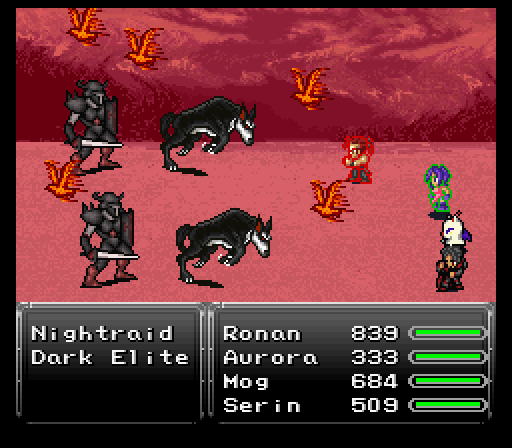 Nightraid
Dark Elite
Ronan 839
Aurora 333
Mog 684
Serin 509